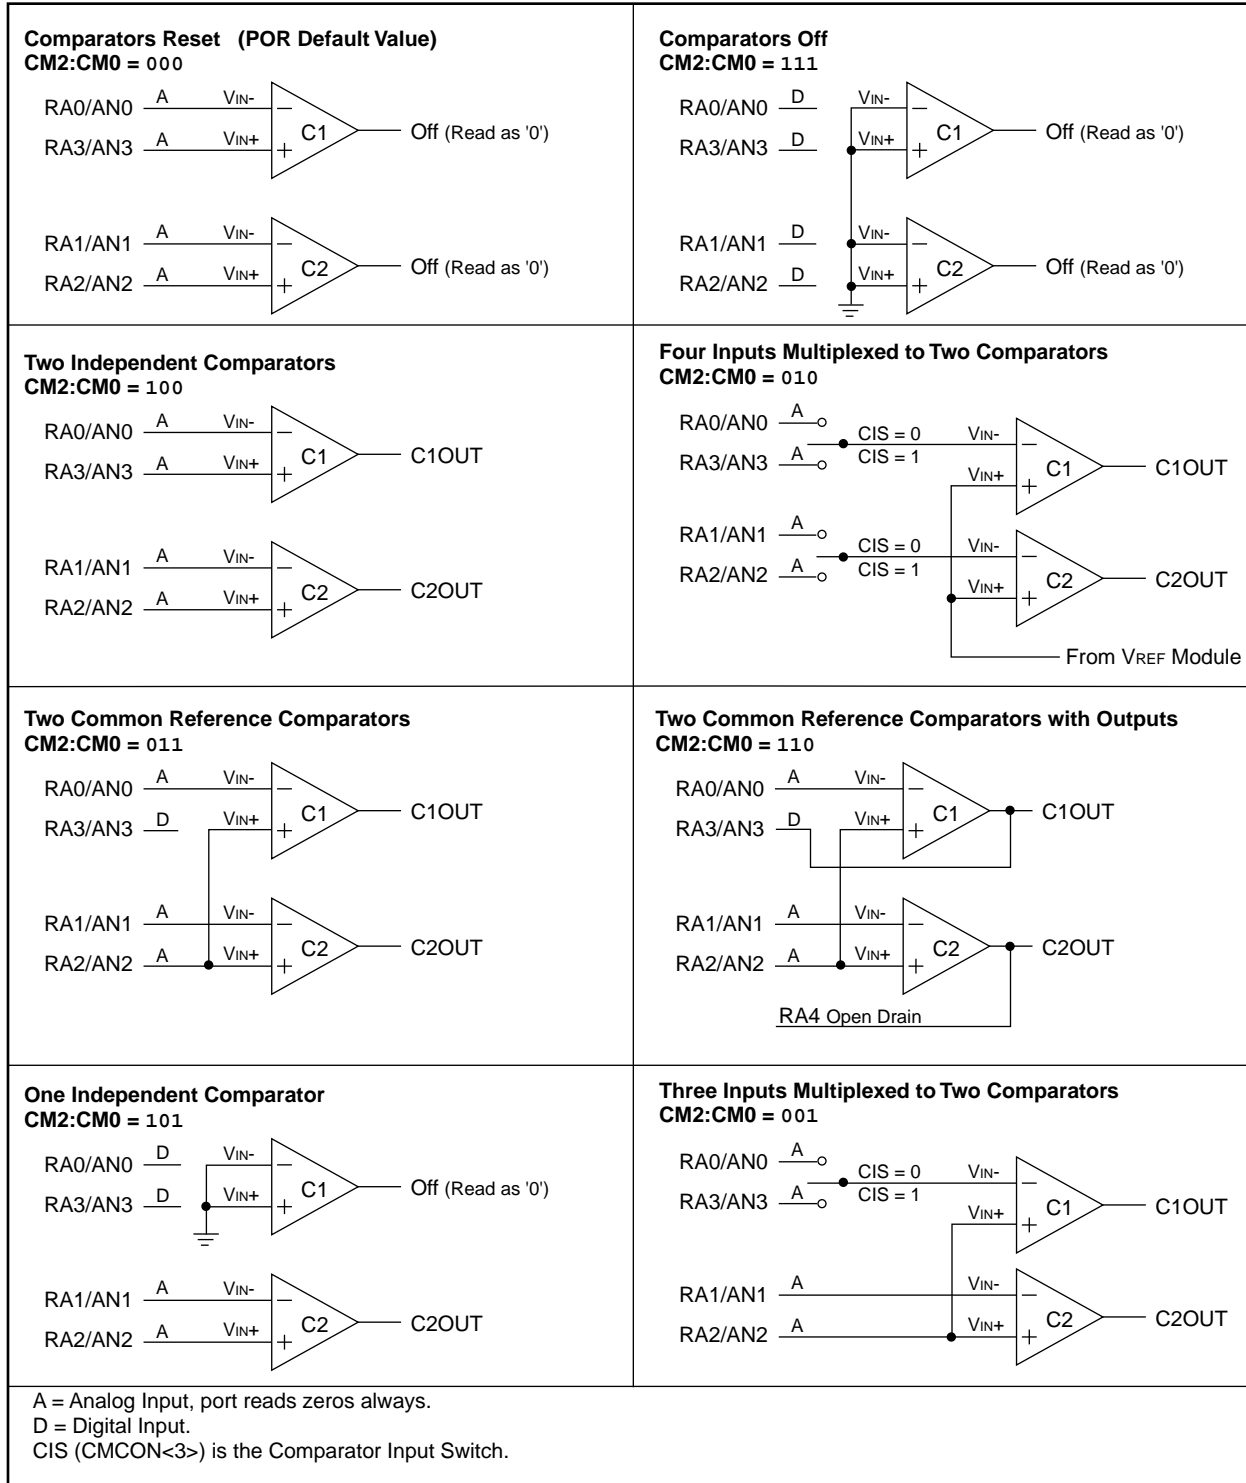 Comparators Reset (POR Default Value)
CM2:CM0 = 000
RA0/AN0 A VIN- −
RA3/AN3 A VIN+ +
C1 Off (Read as '0')
RA1/AN1 A VIN- −
RA2/AN2 A VIN+ +
C2 Off (Read as '0')
Comparators Off
CM2:CM0 = 111
RA0/AN0 D VIN- −
RA3/AN3 D VIN+ +
C1 Off (Read as '0')
RA1/AN1 D VIN- −
RA2/AN2 D VIN+ +
C2 Off (Read as '0')
Two Independent Comparators
CM2:CM0 = 100
RA0/AN0 A VIN- −
RA3/AN3 A VIN+ +
C1 C1OUT
RA1/AN1 A VIN- −
RA2/AN2 A VIN+ +
C2 C2OUT
Four Inputs Multiplexed to Two Comparators
CM2:CM0 = 010
RA0/AN0 A
CIS = 0 VIN- −
RA3/AN3 A CIS = 1
VIN+ +
C1 C1OUT
RA1/AN1 A
CIS = 0 VIN- −
RA2/AN2 A CIS = 1
VIN+ +
C2 C2OUT
From VREF Module
Two Common Reference Comparators
CM2:CM0 = 011
RA0/AN0 A VIN- −
RA3/AN3 D VIN+ +
C1 C1OUT
RA1/AN1 A VIN- −
RA2/AN2 A VIN+ +
C2 C2OUT
Two Common Reference Comparators with Outputs
CM2:CM0 = 110
RA0/AN0 A VIN- −
RA3/AN3 D VIN+ +
C1 C1OUT
RA1/AN1 A VIN- −
RA2/AN2 A VIN+ +
C2 C2OUT
RA4 Open Drain
One Independent Comparator
CM2:CM0 = 101
RA0/AN0 D VIN- −
RA3/AN3 D VIN+ +
C1 Off (Read as '0')
RA1/AN1 A VIN- −
RA2/AN2 A VIN+ +
C2 C2OUT
Three Inputs Multiplexed to Two Comparators
CM2:CM0 = 001
RA0/AN0 A
CIS = 0 VIN- −
RA3/AN3 A CIS = 1
VIN+ +
C1 C1OUT
RA1/AN1 A VIN- −
RA2/AN2 A VIN+ +
C2 C2OUT
A = Analog Input, port reads zeros always.
D = Digital Input.
CIS (CMCON<3>) is the Comparator Input Switch.